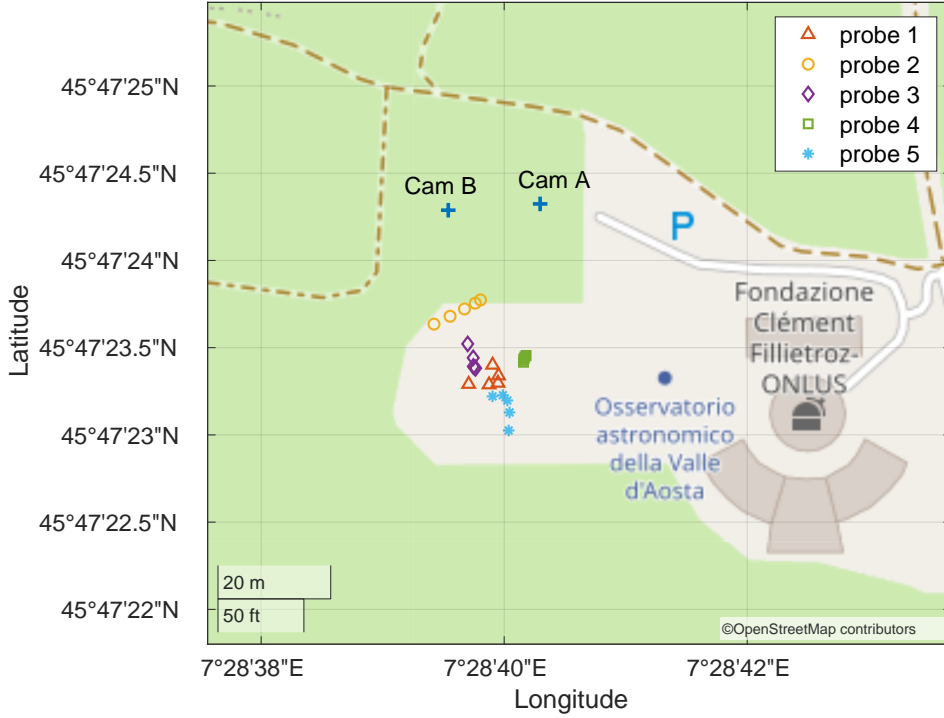 probe 1
probe 2
probe 3
probe 4
probe 5
45°47'25"N
45°47'24.5"N
45°47'24"N
45°47'23.5"N
45°47'23"N
45°47'22.5"N
45°47'22"N
Latitude
Cam B
Cam A
P
Fondazione
Clément
Fillietroz-
ONLUS
Osservatorio
astronomico
della Valle
d'Aosta
20 m
50 ft
©OpenStreetMap contributors
7°28'38"E
7°28'40"E
7°28'42"E
Longitude